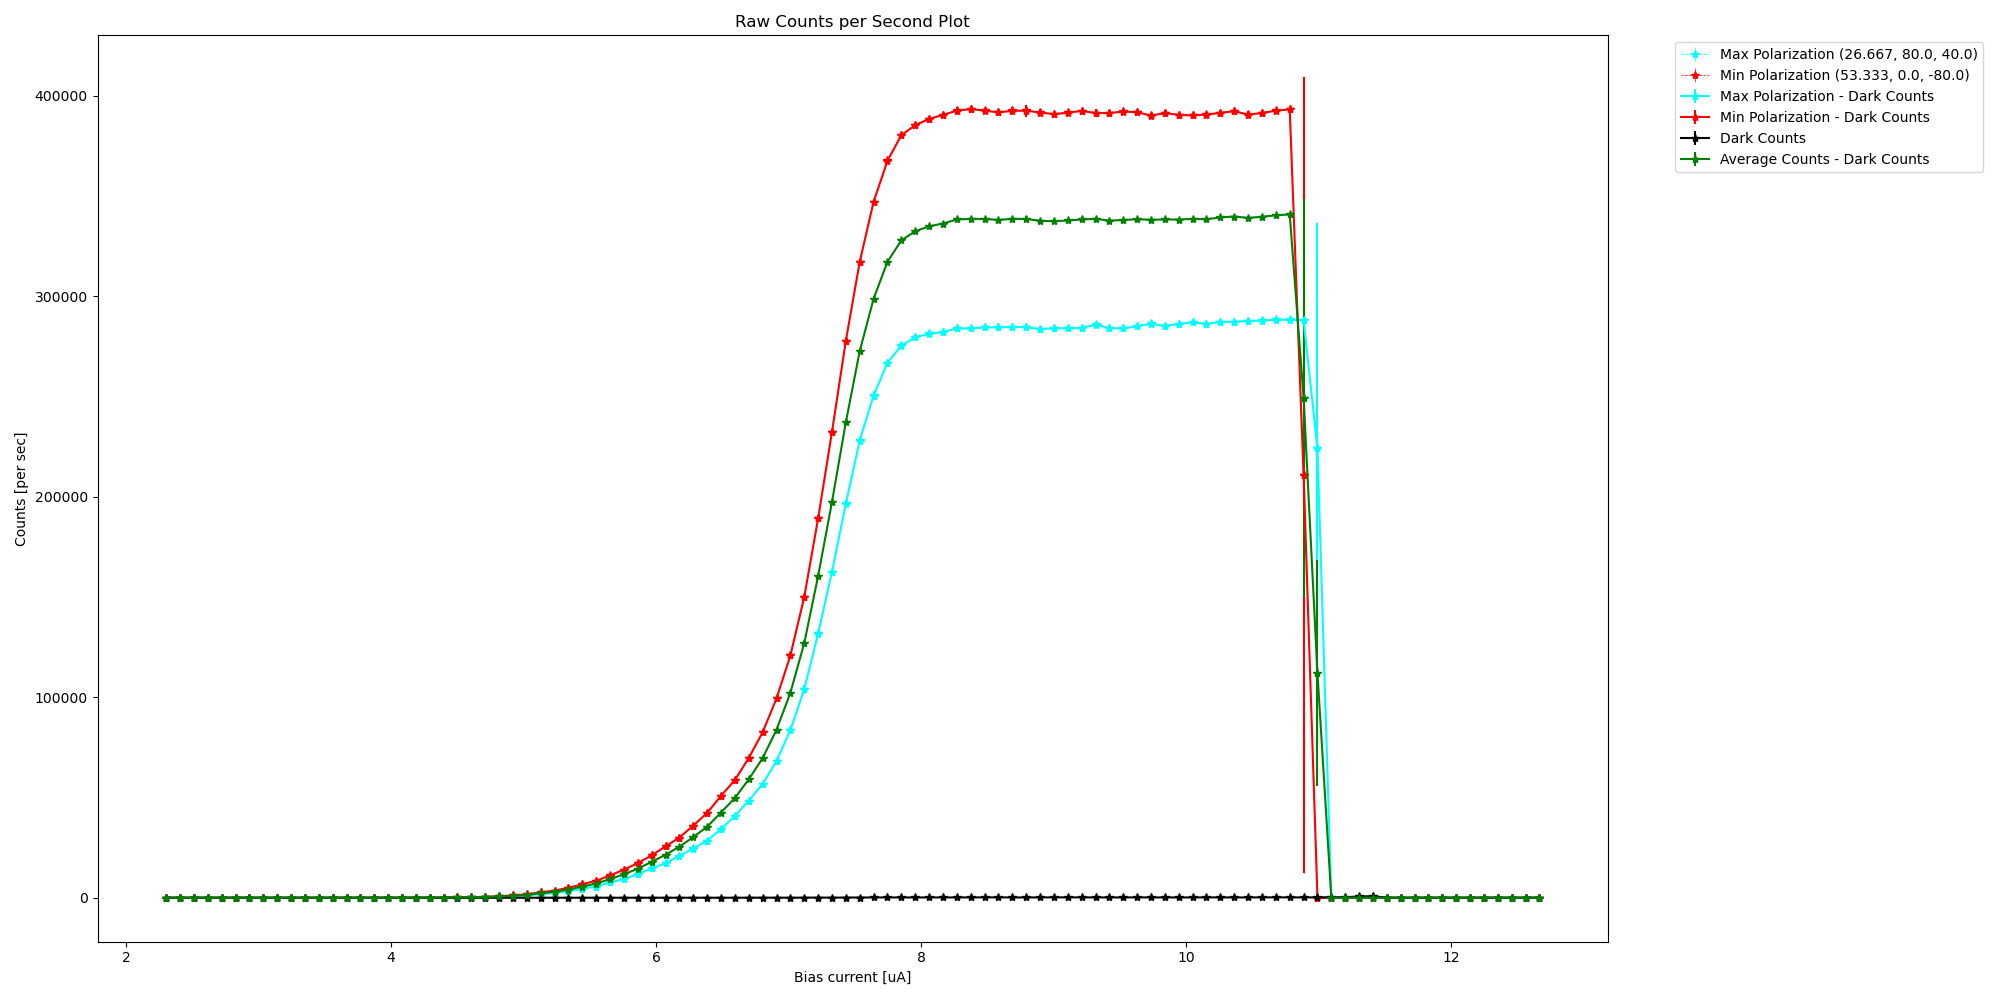 Raw Counts per Second Plot
Max Polarization (26.667, 80.0, 40.0)
Min Polarization (53.333, 0.0, -80.0)
Max Polarization - Dark Counts
Min Polarization - Dark Counts
Dark Counts
Average Counts - Dark Counts
400000
300000
200000
100000
0
Counts [per sec]
2 4 6 8 10 12
Bias current [uA]